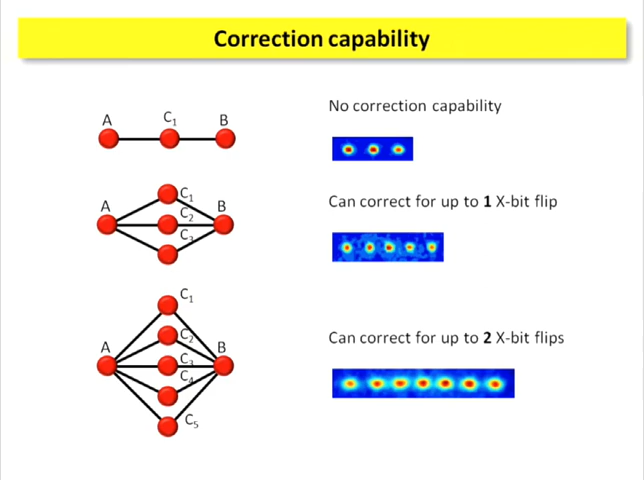 Correction capability
A C₁ B
No correction capability
A C₁ B
C₂
C₃
Can correct for up to 1 X-bit flip
C₁
A C₂ B
C₃
C₄
C₅
Can correct for up to 2 X-bit flips